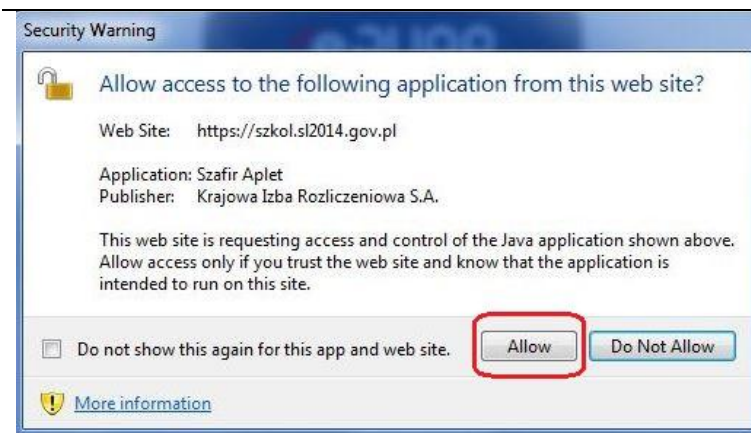 Security Warning
Allow access to the following application from this web site?
Web Site: https://szkol.sl2014.gov.pl
Application: Szafir Aplet
Publisher: Krajowa Izba Rozliczeniowa S.A.
This web site is requesting access and control of the Java application shown above.
Allow access only if you trust the web site and know that the application is
intended to run on this site.
Do not show this again for this app and web site. Allow Do Not Allow
More information